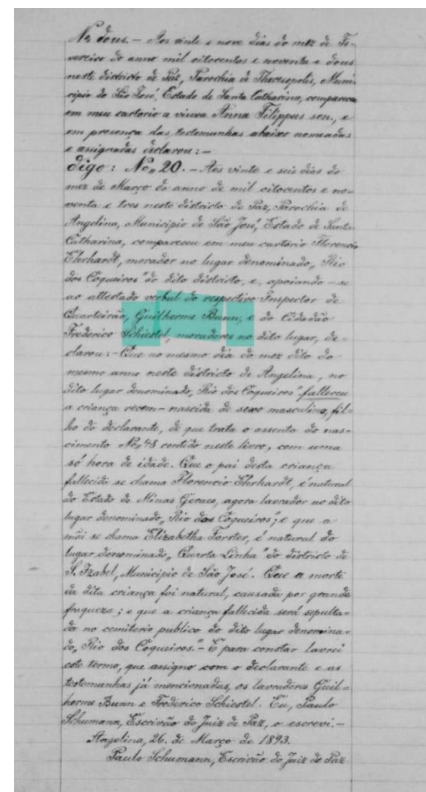 No dous. — Aos vinte e nove dias do mez de Fe-
vereiro do anno mil oitocentos e noventa e dous
neste districto de Paz, Parochia de Theresopolis, Muni-
cipio de São José, Estado de Santa Catharina, compareceu
em meu cartorio a viuva Anna Filippus sen., e
em presença das testemunhas abaixo nomeadas
e assignadas declarou: —
Digo: No. 20. — Aos vinte e seis dias do
mez de Março do anno de mil oitocentos e no-
venta e tres neste districto de Paz, Parochia de
Angelina, Municipio de São José, Estado de Santa
Catharina, compareceu em meu cartorio Florencio
Ehrhardt, morador no lugar denominado, "Rio
dos Coqueiros" do dito districto, e, apoiando-se
ao attestado verbal do respectivo Inspector de
Quarteirão, Guilherme Bunn, e do Cidadão
Frederico Schiestel, moradores no dito lugar, de-
clarou: — Que no mesmo dia do mez dito do
mesmo anno neste districto de Angelina, no
dito lugar denominado, "Rio dos Coqueiros" falleceu
a criança recem-nascida de sexo masculino, fil-
ho do declarante, de que trata o assento de nas-
cimento No. 48 contido neste livro, com uma
só hora de idade. Que o pai desta criança
fallecida se chama Florencio Ehrhardt, é natural
do Estado de Minas Geraes, agora lavrador no dito
lugar denominado, "Rio dos Coqueiros"; e que a
mãi se chama Elizabetha Forster, é natural do
lugar denominado, "Quarta Linha" do districto de
S. Izabel, Municipio de São José. Que a morte
da dita criança foi natural, causada por grande
fraqueza; e que a criança fallecida será sepulta-
da no cemiterio publico do dito lugar denomina-
do, "Rio dos Coqueiros." — E para constar lavrei
este termo, que assigno com o declarante e as
testemunhas já mencionadas, os lavradores Guil-
herme Bunn e Frederico Schiestel. Eu, Paulo
Schumann, Escrivão do Juiz de Paz, o escrevi. —
Angelina, 26. de Março de 1893.
Paulo Schumann, Escrivão do Juiz de Paz